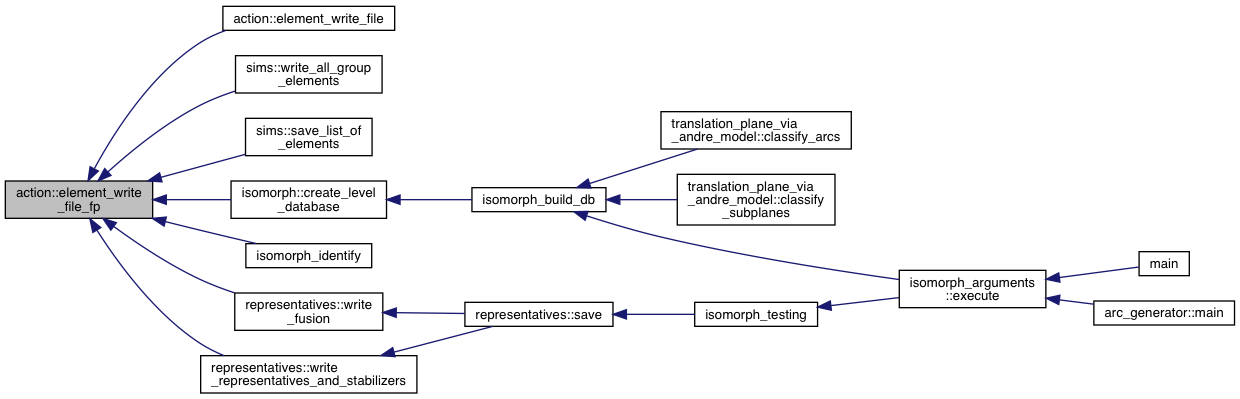 action::element_write_file
sims::write_all_group
_elements
sims::save_list_of
_elements
action::element_write
_file_fp
isomorph::create_level
_database
isomorph_identify
representatives::write
_fusion
representatives::write
_representatives_and_stabilizers
isomorph_build_db
representatives::save
translation_plane_via
_andre_model::classify_arcs
translation_plane_via
_andre_model::classify
_subplanes
isomorph_testing
isomorph_arguments
::execute
main
arc_generator::main